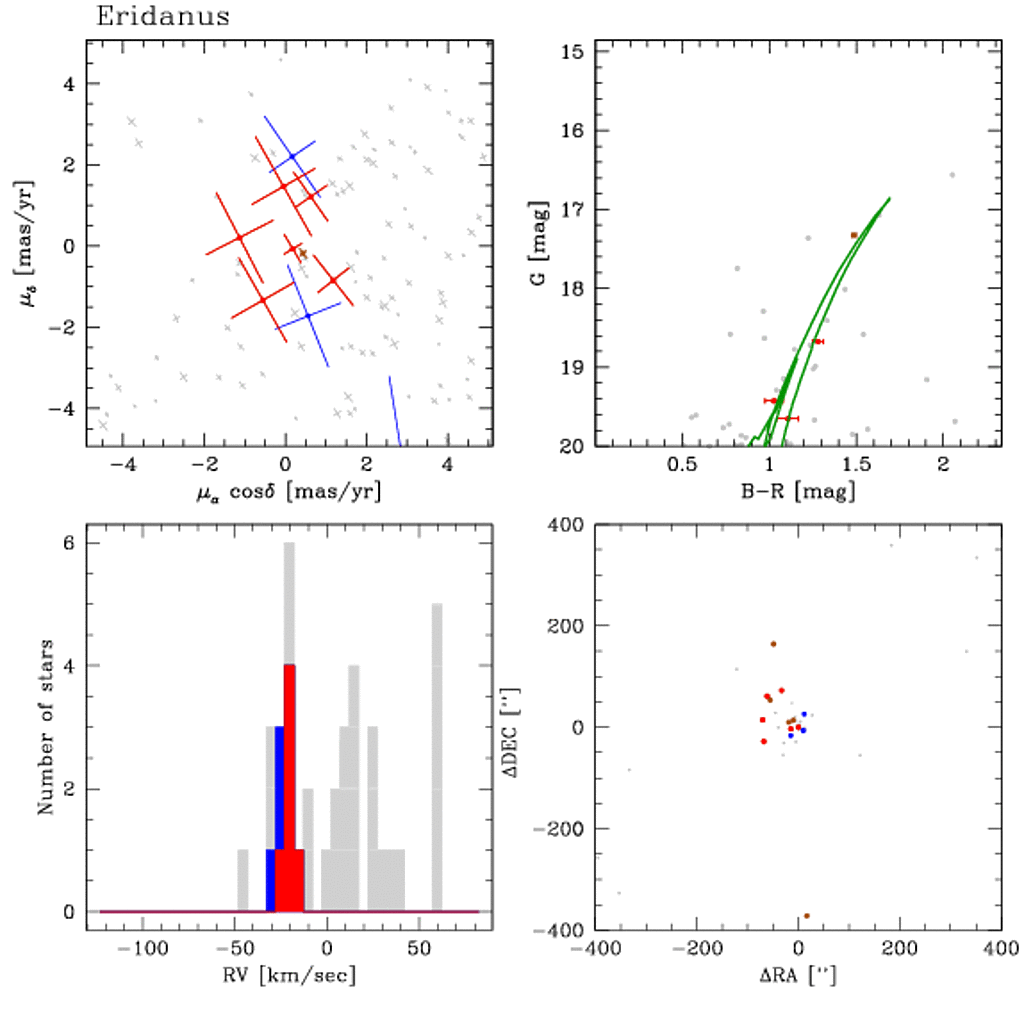 Eridanus
4
2
0
−2
−4
μδ [mas/yr]
−4 −2 0 2 4
μα cosδ [mas/yr]
15
16
17
18
19
20
G [mag]
0.5 1 1.5 2
B−R [mag]
6
4
2
0
Number of stars
−100 −50 0 50
RV [km/sec]
400
200
0
−200
−400
ΔDEC [″]
−400 −200 0 200 400
ΔRA [″]